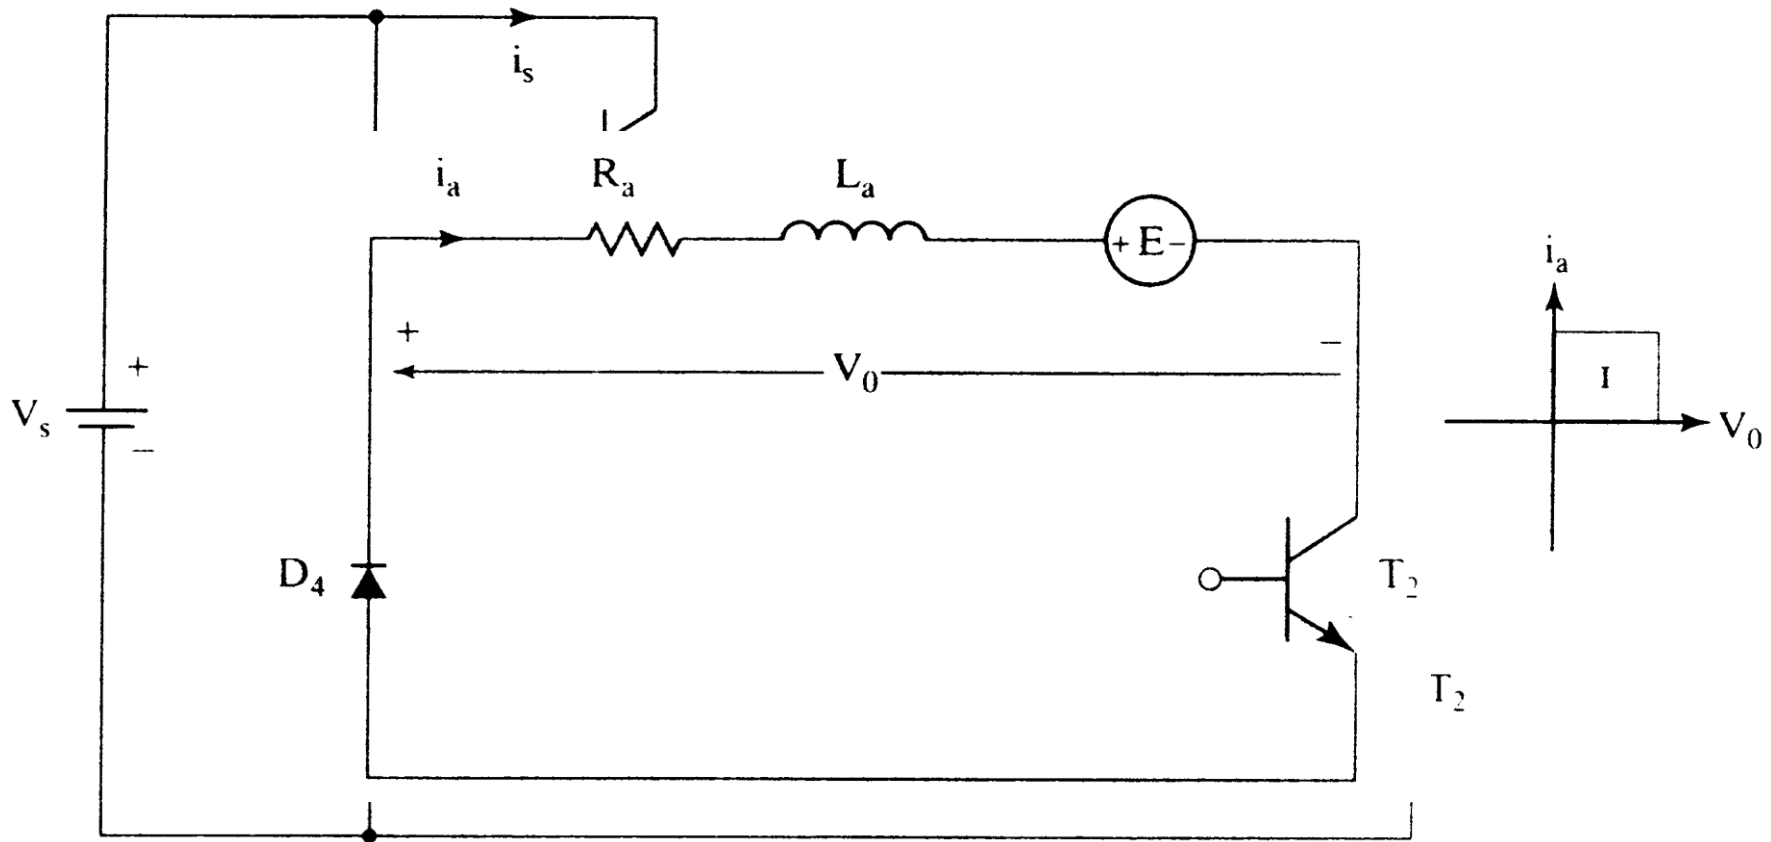 i_s
i_a
R_a
L_a
i_a
+ E −
+
−
V_0
I
V_0
+
V_s
−
D_4
T_2
T_2